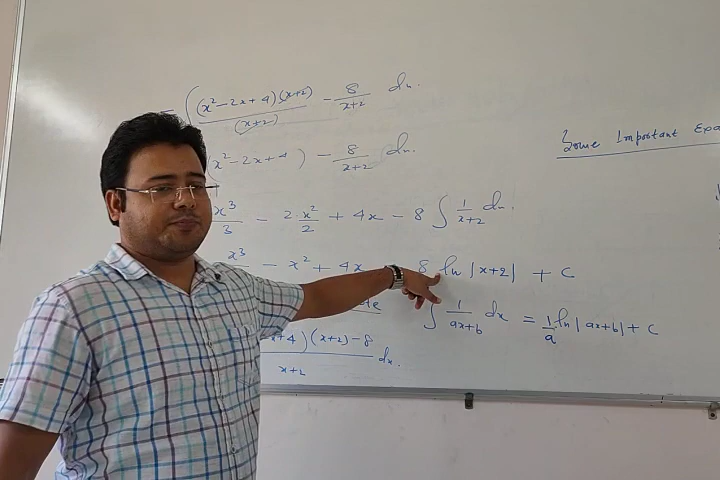 = ∫ ((x²-2x+4)(x+2))/(x+2) - 8/(x+2) dx.
(x²-2x+4) - 8/(x+2) dx.
x³/3 - 2.x²/2 + 4x - 8 ∫ 1/(x+2) dx.
x³ - x² + 4x - 8 ln |x+2| + C
∫ 1/(ax+b) dx = 1/a ln |ax+b| + C
+4)(x+2)-8/x+2 dx.
Some Important Exa